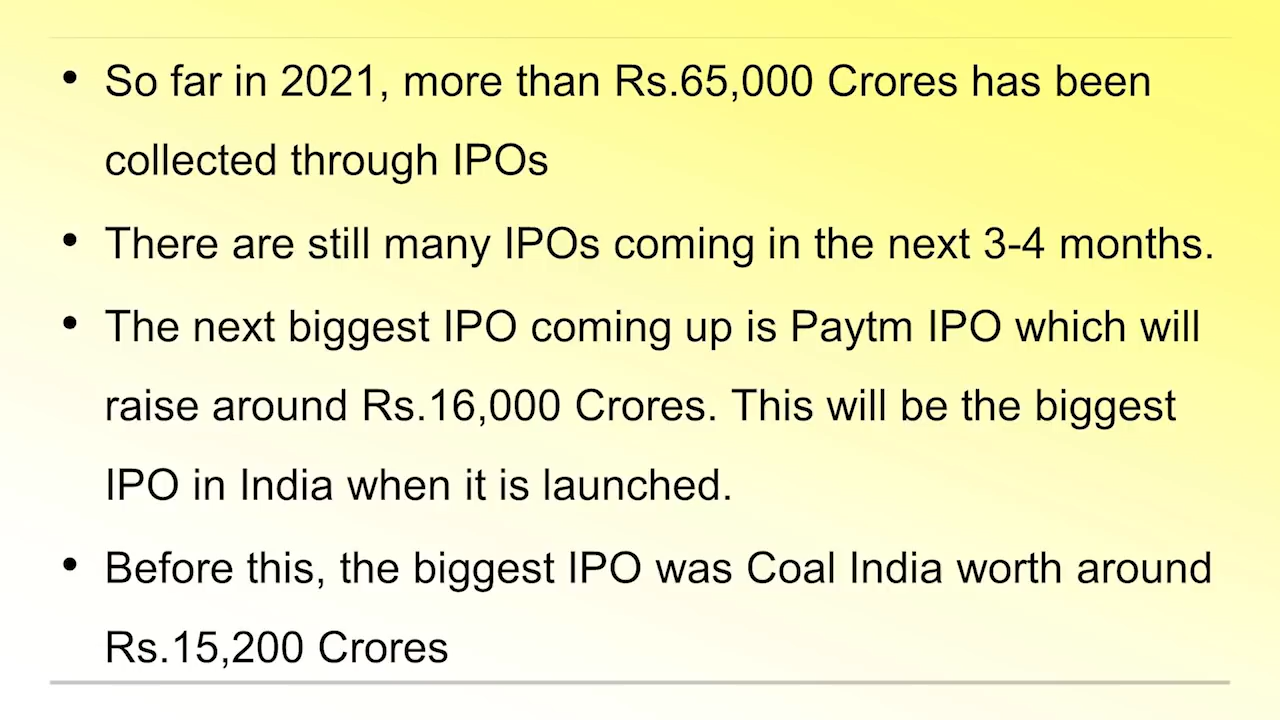 • So far in 2021, more than Rs.65,000 Crores has been
collected through IPOs
• There are still many IPOs coming in the next 3-4 months.
• The next biggest IPO coming up is Paytm IPO which will
raise around Rs.16,000 Crores. This will be the biggest
IPO in India when it is launched.
• Before this, the biggest IPO was Coal India worth around
Rs.15,200 Crores